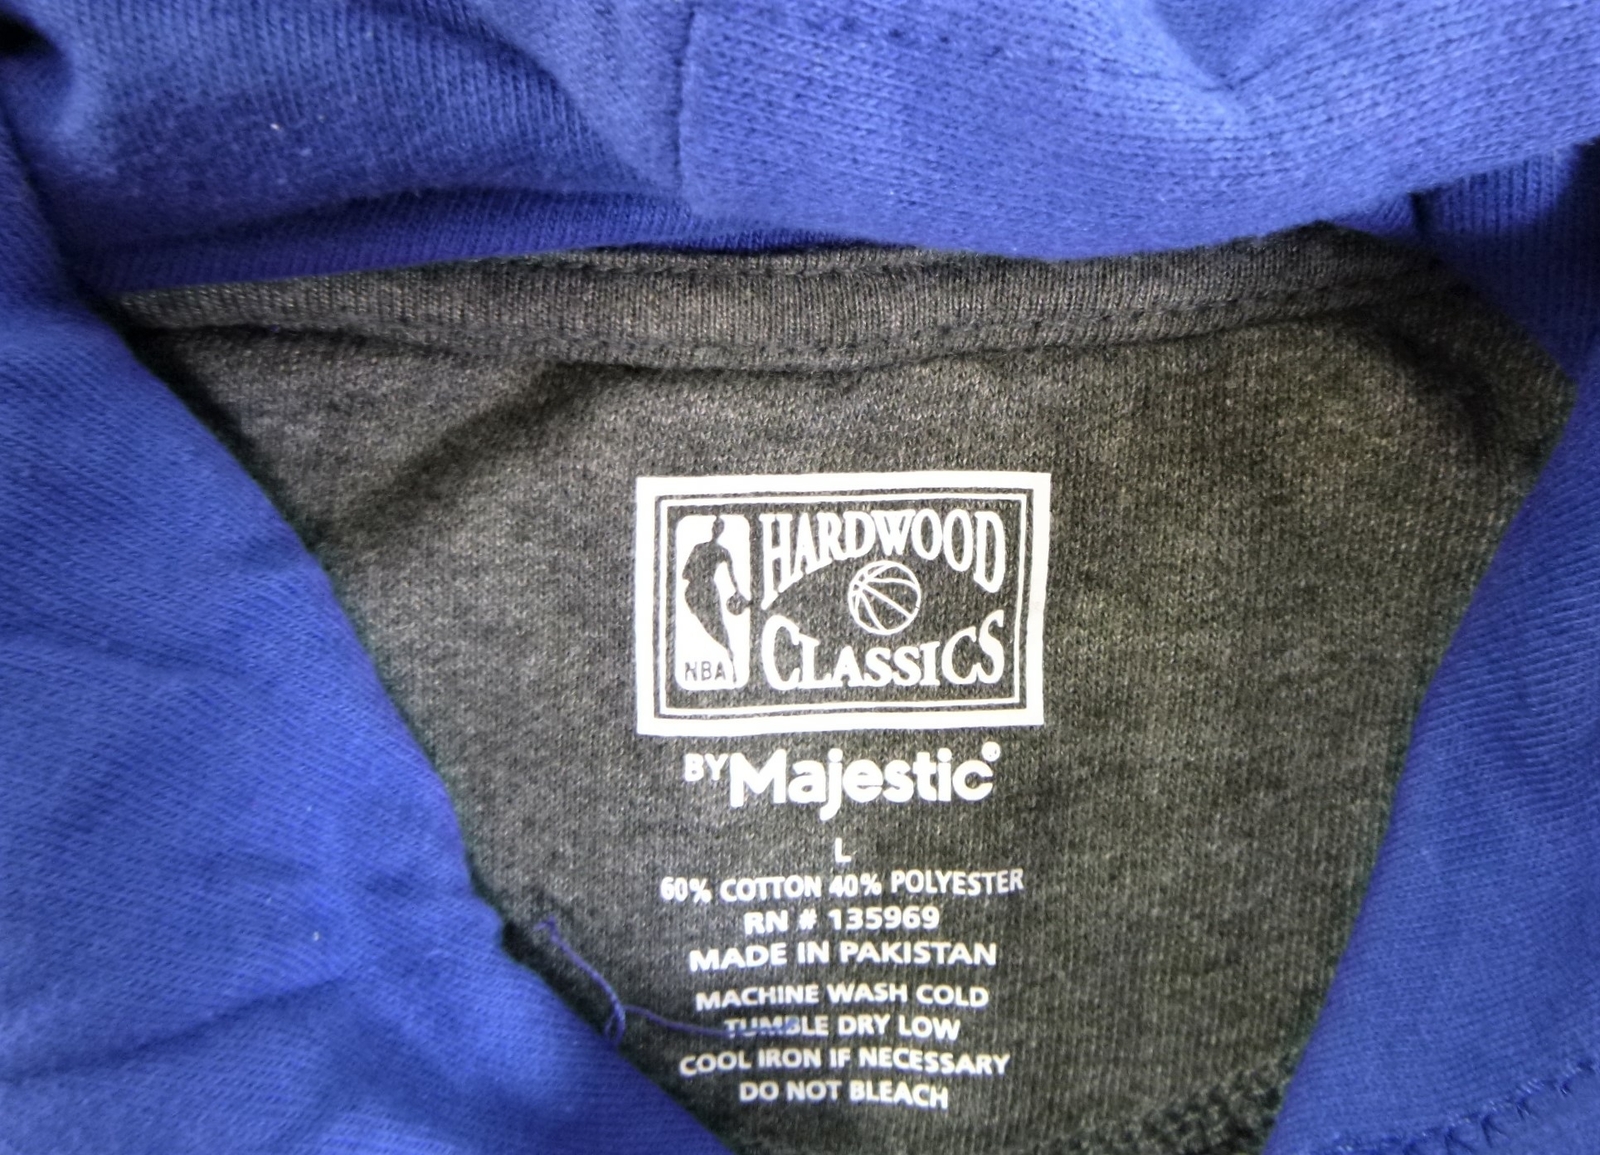 HARDWOOD
CLASSICS
NBA
BY Majestic®
L
60% COTTON 40% POLYESTER
RN # 135969
MADE IN PAKISTAN
MACHINE WASH COLD
TUMBLE DRY LOW
COOL IRON IF NECESSARY
DO NOT BLEACH